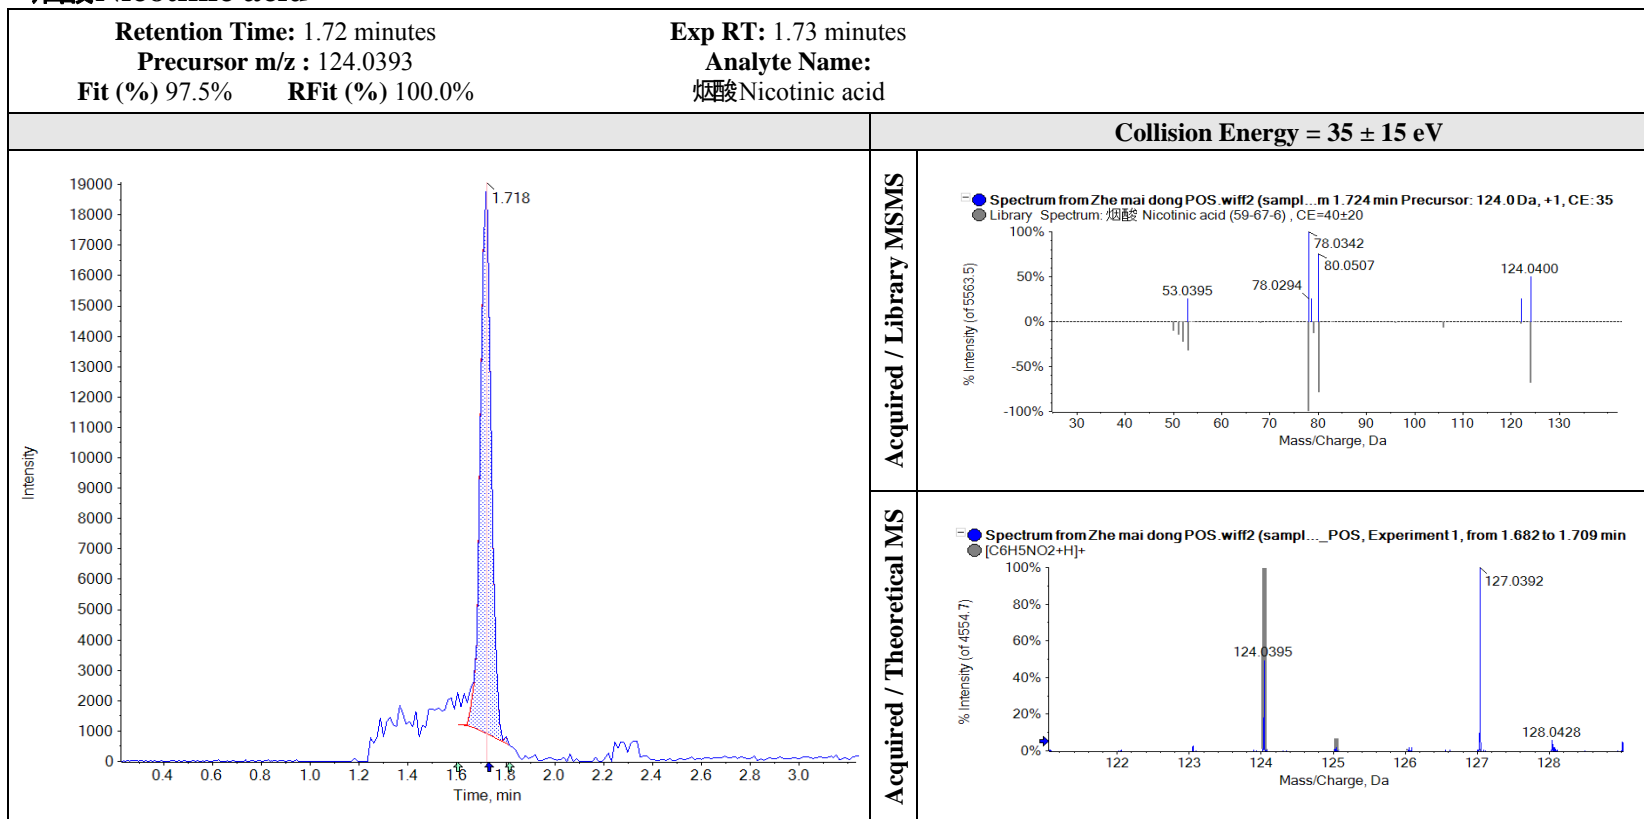 Retention Time: 1.72 minutes
Exp RT: 1.73 minutes
Precursor m/z : 124.0393
Analyte Name:
Fit (%) 97.5% RFit (%) 100.0%
烟酸Nicotinic acid
Collision Energy = 35 ± 15 eV
19000
18000
17000
16000
15000
14000
13000
12000
11000
10000
9000
8000
7000
6000
5000
4000
3000
2000
1000
0
1.718
Intensity
0.4 0.6 0.8 1.0 1.2 1.4 1.6 1.8 2.0 2.2 2.4 2.6 2.8 3.0
Time, min
Acquired / Library MSMS
Spectrum from Zhe mai dong POS.wiff2 (sampl...m 1.724 min Precursor: 124.0 Da, +1, CE: 35
Library Spectrum: 烟酸 Nicotinic acid (59-67-6) , CE=40±20
% Intensity (of 5563.5)
100%
50%
0%
-50%
-100%
53.0395
78.0294
78.0342
80.0507
124.0400
30 40 50 60 70 80 90 100 110 120 130
Mass/Charge, Da
Acquired / Theoretical MS
Spectrum from Zhe mai dong POS.wiff2 (sampl..._POS, Experiment 1, from 1.682 to 1.709 min
[C6H5NO2+H]+
% Intensity (of 4554.7)
100%
80%
60%
40%
20%
0%
124.0395
127.0392
128.0428
122 123 124 125 126 127 128
Mass/Charge, Da